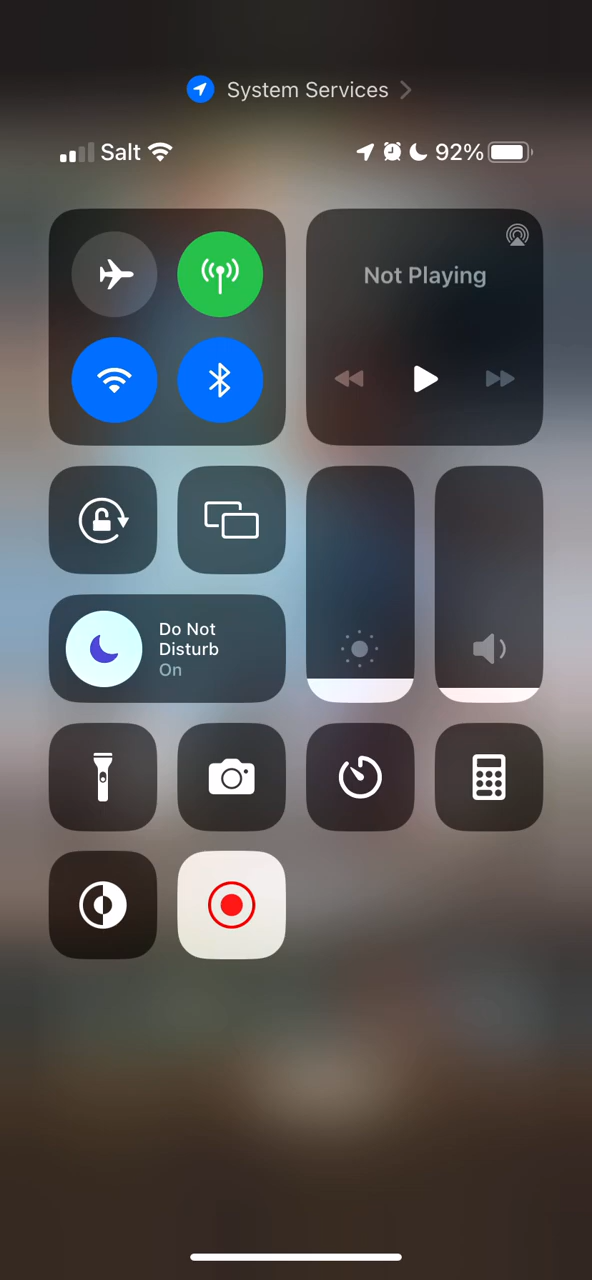 System Services
Salt 92%
Not Playing
Do Not
Disturb
On